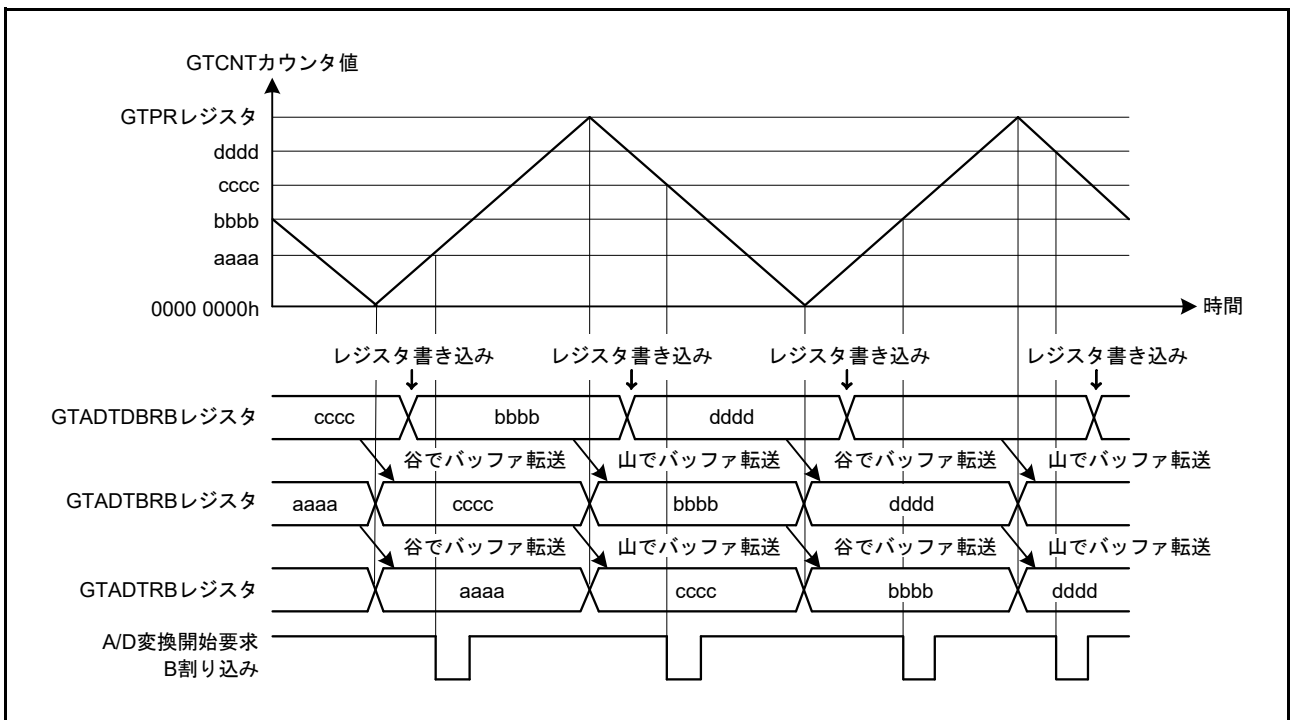 GTCNTカウンタ値
GTPRレジスタ
dddd
cccc
bbbb
aaaa
0000 0000h
時間
レジスタ書き込み レジスタ書き込み レジスタ書き込み レジスタ書き込み
GTADTDBRBレジスタ cccc bbbb dddd
谷でバッファ転送 山でバッファ転送 谷でバッファ転送 山でバッファ転送
GTADTBRBレジスタ aaaa cccc bbbb dddd
谷でバッファ転送 山でバッファ転送 谷でバッファ転送 山でバッファ転送
GTADTRBレジスタ aaaa cccc bbbb dddd
A/D変換開始要求
B割り込み